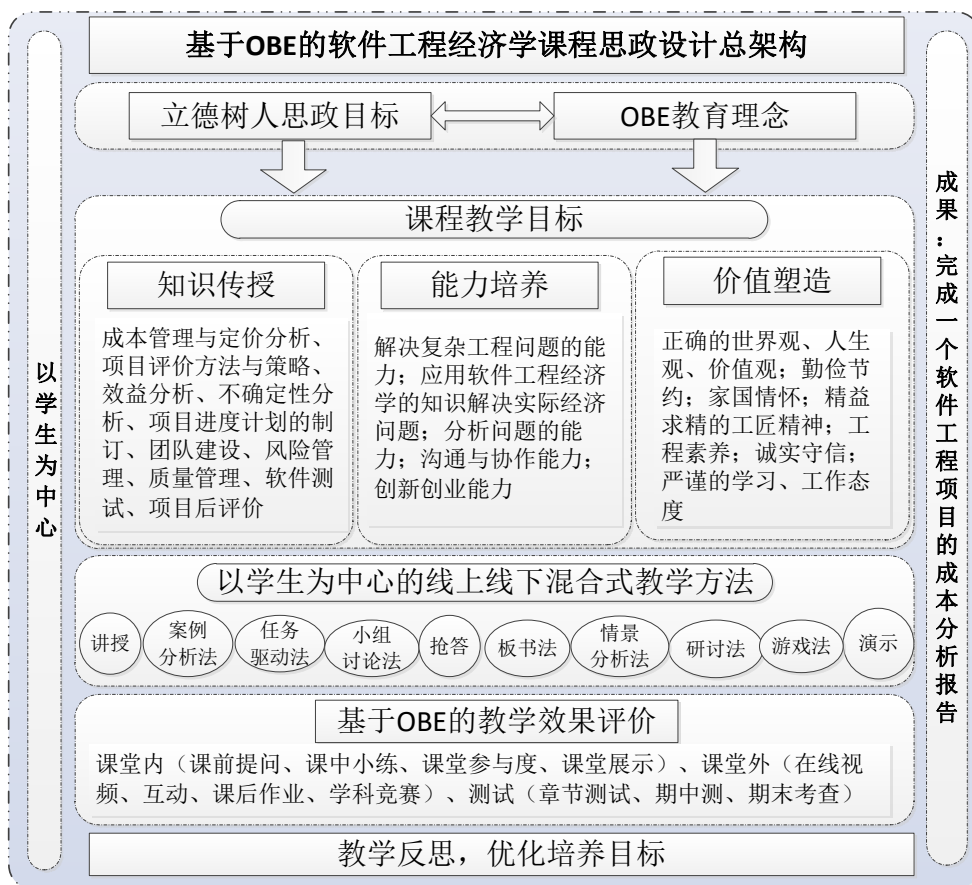 基于OBE的软件工程经济学课程思政设计总架构
立德树人思政目标
OBE教育理念
课程教学目标
知识传授
成本管理与定价分析、
项目评价方法与策略、
效益分析、不确定性分
析、项目进度计划的制
订、团队建设、风险管
理、质量管理、软件测
试、项目后评价
能力培养
解决复杂工程问题的能
力；应用软件工程经济
学的知识解决实际经济
问题；分析问题的能
力；沟通与协作能力；
创新创业能力
价值塑造
正确的世界观、人生
观、价值观；勤俭节
约；家国情怀；精益
求精的工匠精神；工
程素养；诚实守信；
严谨的学习、工作态
度
以学生为中心的线上线下混合式教学方法
讲授
案例
分析法
任务
驱动法
小组
讨论法
抢答
板书法
情景
分析法
研讨法
游戏法
演示
基于OBE的教学效果评价
课堂内（课前提问、课中小练、课堂参与度、课堂展示）、课堂外（在线视
频、互动、课后作业、学科竞赛）、测试（章节测试、期中测、期末考查）
教学反思，优化培养目标
以学生为中心
成果：完成一个软件工程项目的成本分析报告